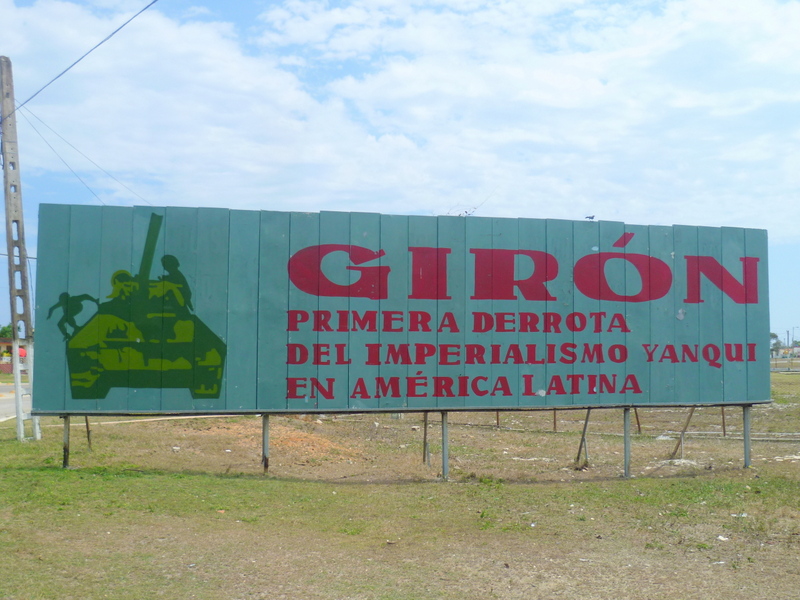 GIRÓN
PRIMERA DERROTA
DEL IMPERIALISMO YANQUI
EN AMÉRICA LATINA